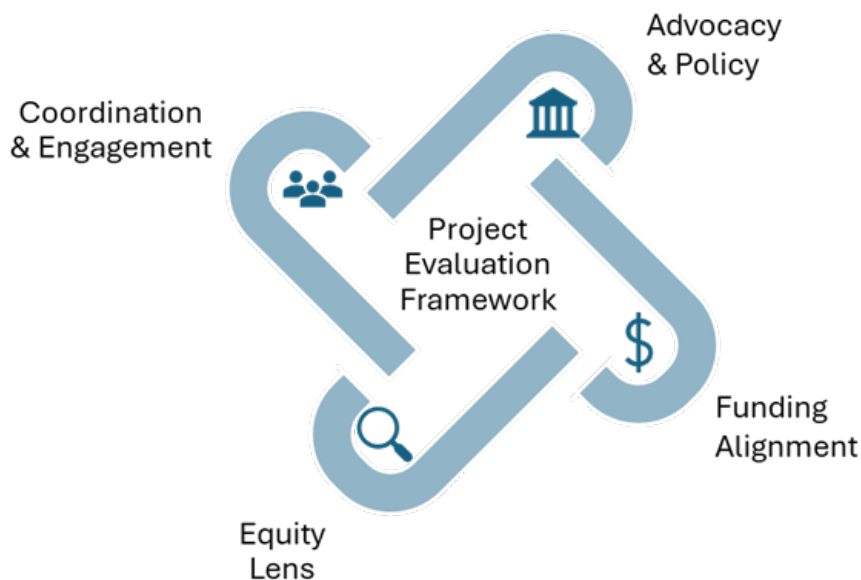 Advocacy
& Policy
Coordination
& Engagement
Project
Evaluation
Framework
$
Funding
Alignment
Equity
Lens